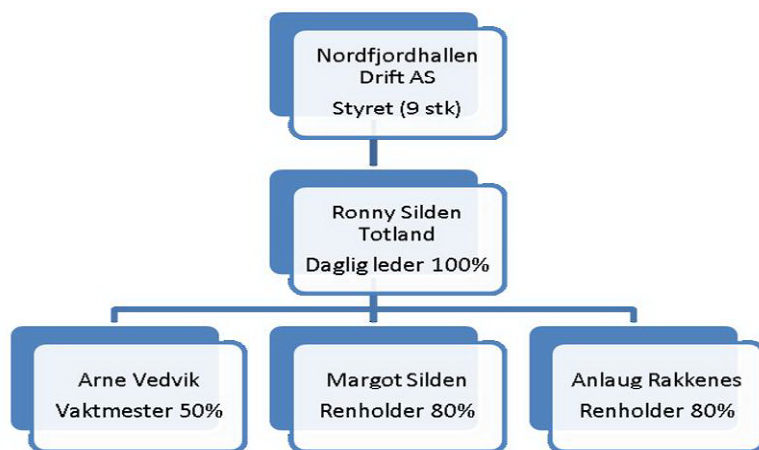 Nordfjordhallen
Drift AS
Styret (9 stk)
Ronny Silden
Totland
Daglig leder 100%
Arne Vedvik
Vaktmester 50%
Margot Silden
Renholder 80%
Anlaug Rakkenes
Renholder 80%